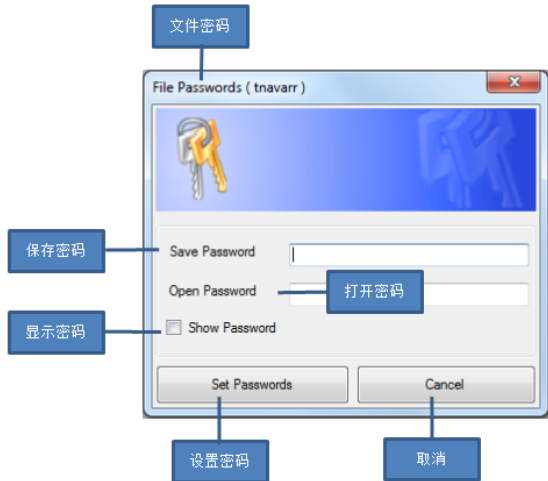 文件密码
File Passwords ( tnavarr )
保存密码
Save Password
Open Password
打开密码
显示密码
Show Password
Set Passwords
Cancel
设置密码
取消